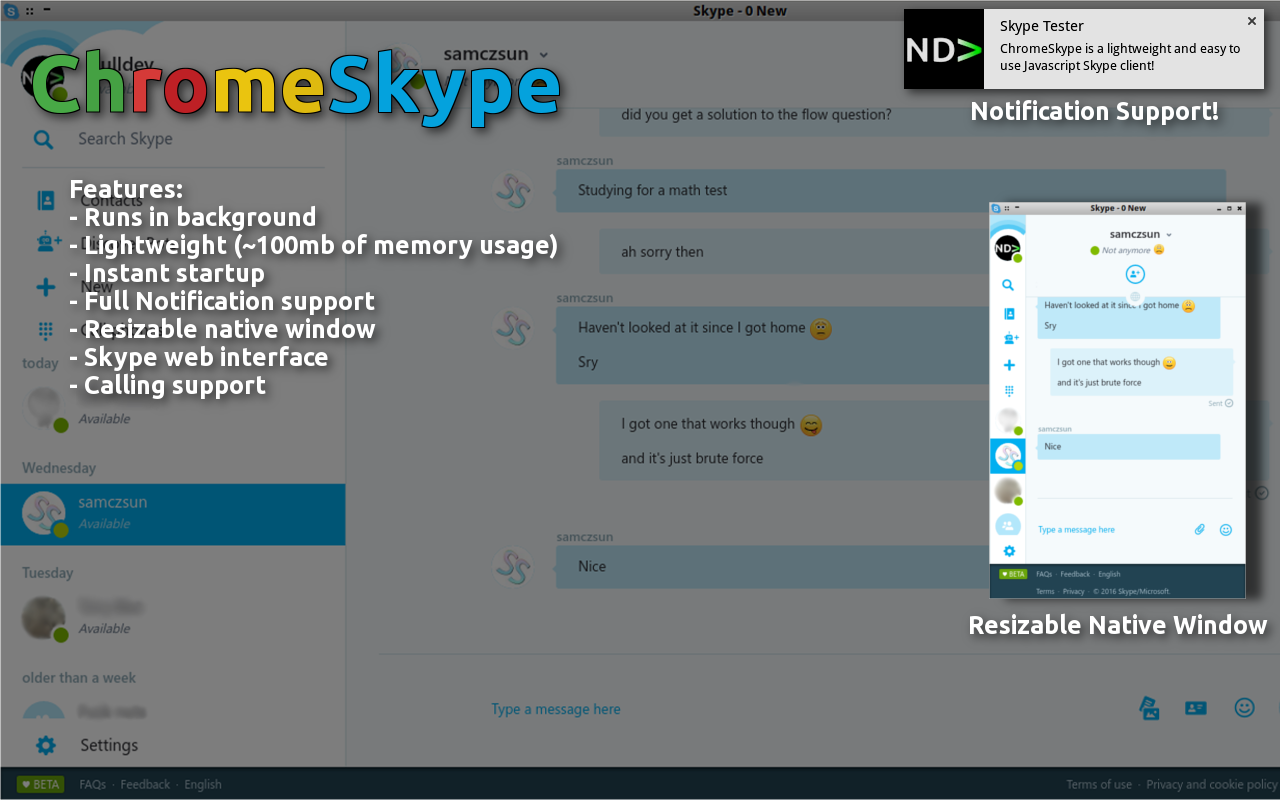 Skype - 0 New
ChromeSkype
samczsun
Search Skype
Features:
- Runs in background
- Lightweight (~100mb of memory usage)
- Instant startup
- Full Notification support
- Resizable native window
- Skype web interface
- Calling support
Contacts
New
today
Available
Wednesday
samczsun
Available
Tuesday
Available
older than a week
Settings
did you get a solution to the flow question?
samczsun
Studying for a math test
ah sorry then
samczsun
Haven't looked at it since I got home
Sry
I got one that works though
and it's just brute force
samczsun
Nice
Type a message here
ND>
Skype Tester
ChromeSkype is a lightweight and easy to
use Javascript Skype client!
Notification Support!
Skype - 0 New
ND>
samczsun
Not anymore
Haven't looked at it since I got home
Sry
I got one that works though
and it's just brute force
Sent
samczsun
Nice
Type a message here
BETA FAQs · Feedback · English
Terms · Privacy · © 2016 Skype/Microsoft
Resizable Native Window
BETA FAQs · Feedback · English
Terms of use · Privacy and cookie policy